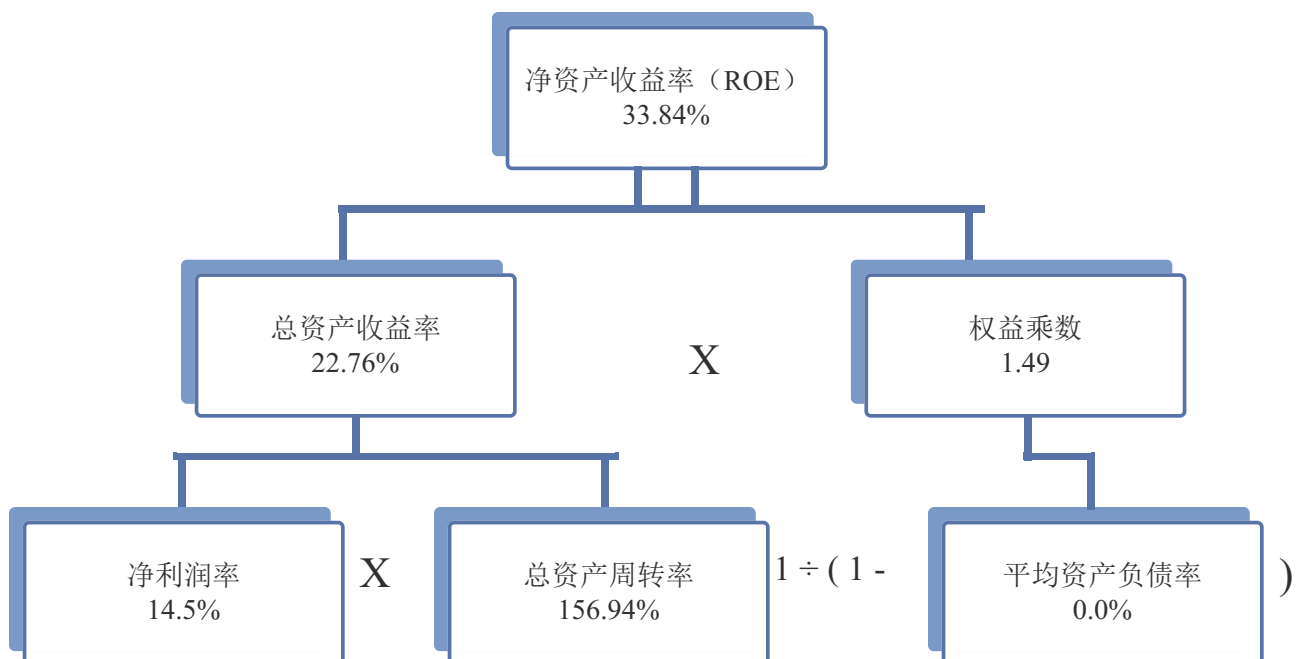 净资产收益率（ROE）
33.84%
总资产收益率
22.76%
X
权益乘数
1.49
净利润率
14.5%
X
总资产周转率
156.94%
1 ÷ ( 1 -
平均资产负债率
0.0%
)